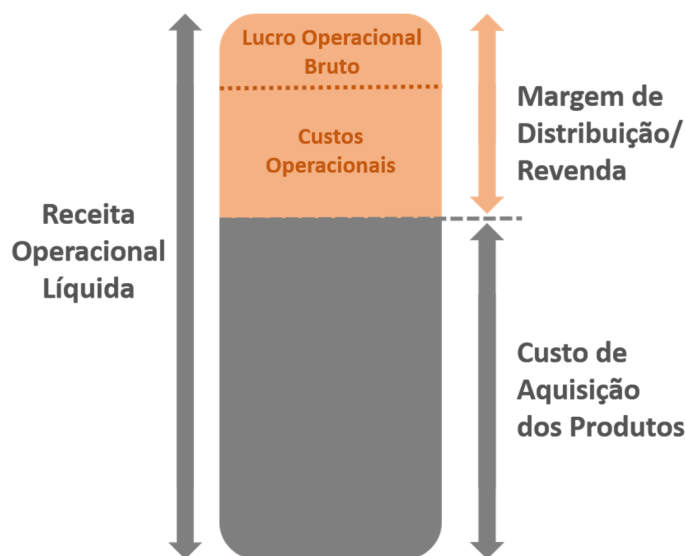 Lucro Operacional
Bruto
Custos
Operacionais
Margem de
Distribuição/
Revenda
Receita
Operacional
Líquida
Custo de
Aquisição
dos Produtos